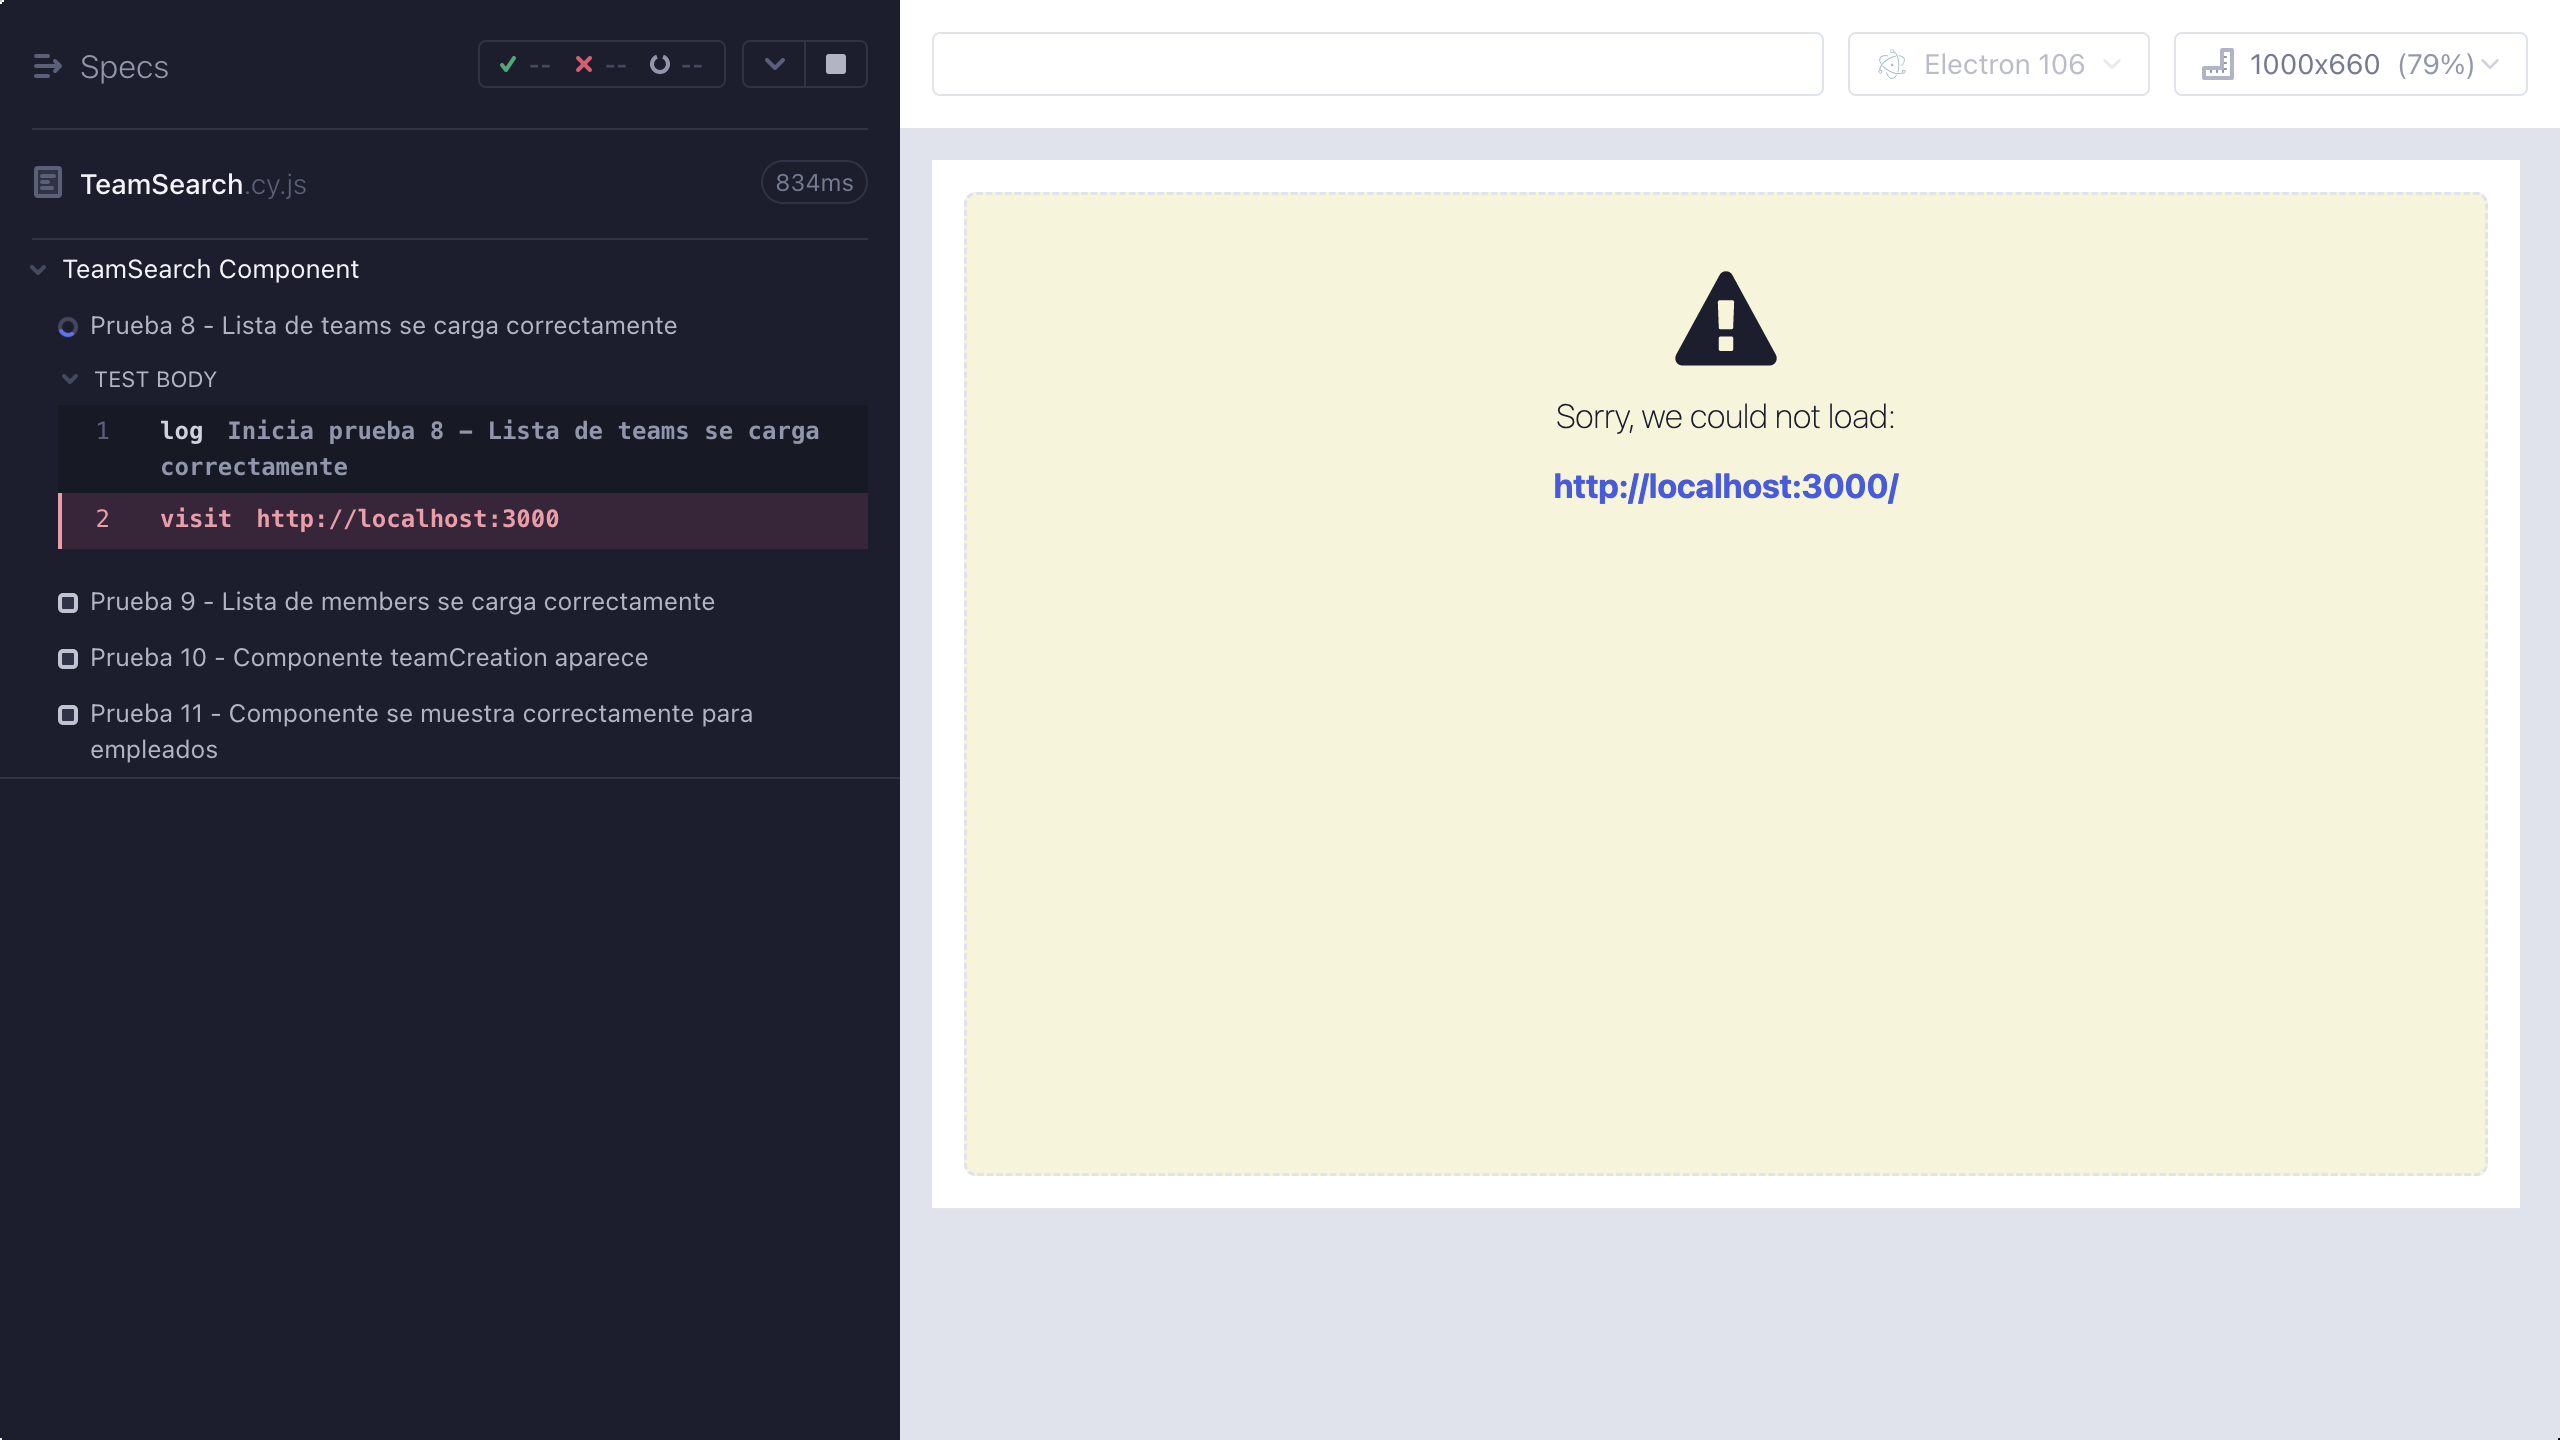 Specs
-- -- --
TeamSearch.cy.js
834ms
TeamSearch Component
Prueba 8 - Lista de teams se carga correctamente
TEST BODY
1 log Inicia prueba 8 – Lista de teams se carga
correctamente
2 visit http://localhost:3000
Prueba 9 - Lista de members se carga correctamente
Prueba 10 - Componente teamCreation aparece
Prueba 11 - Componente se muestra correctamente para
empleados
Electron 106
1000x660 (79%)
Sorry, we could not load:
http://localhost:3000/